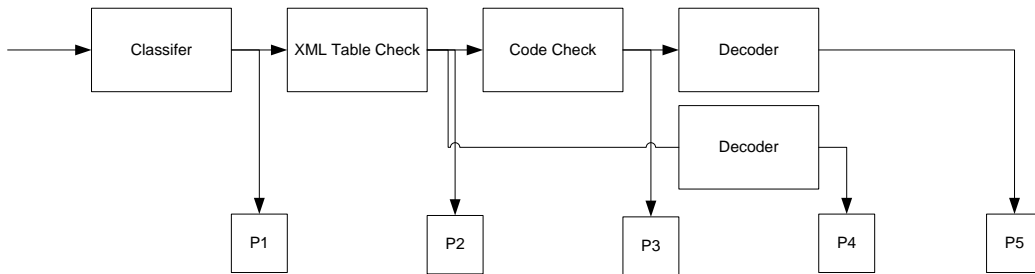 Classifer
XML Table Check
Code Check
Decoder
Decoder
P1
P2
P3
P4
P5